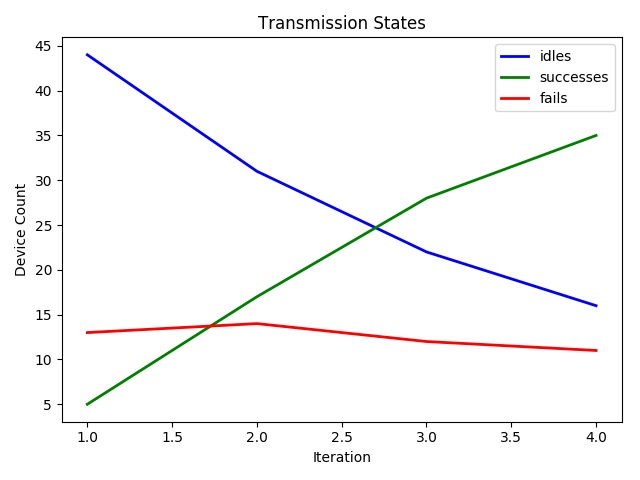 Transmission States
idles
successes
fails
Device Count
45
40
35
30
25
20
15
10
5
1.0 1.5 2.0 2.5 3.0 3.5 4.0
Iteration